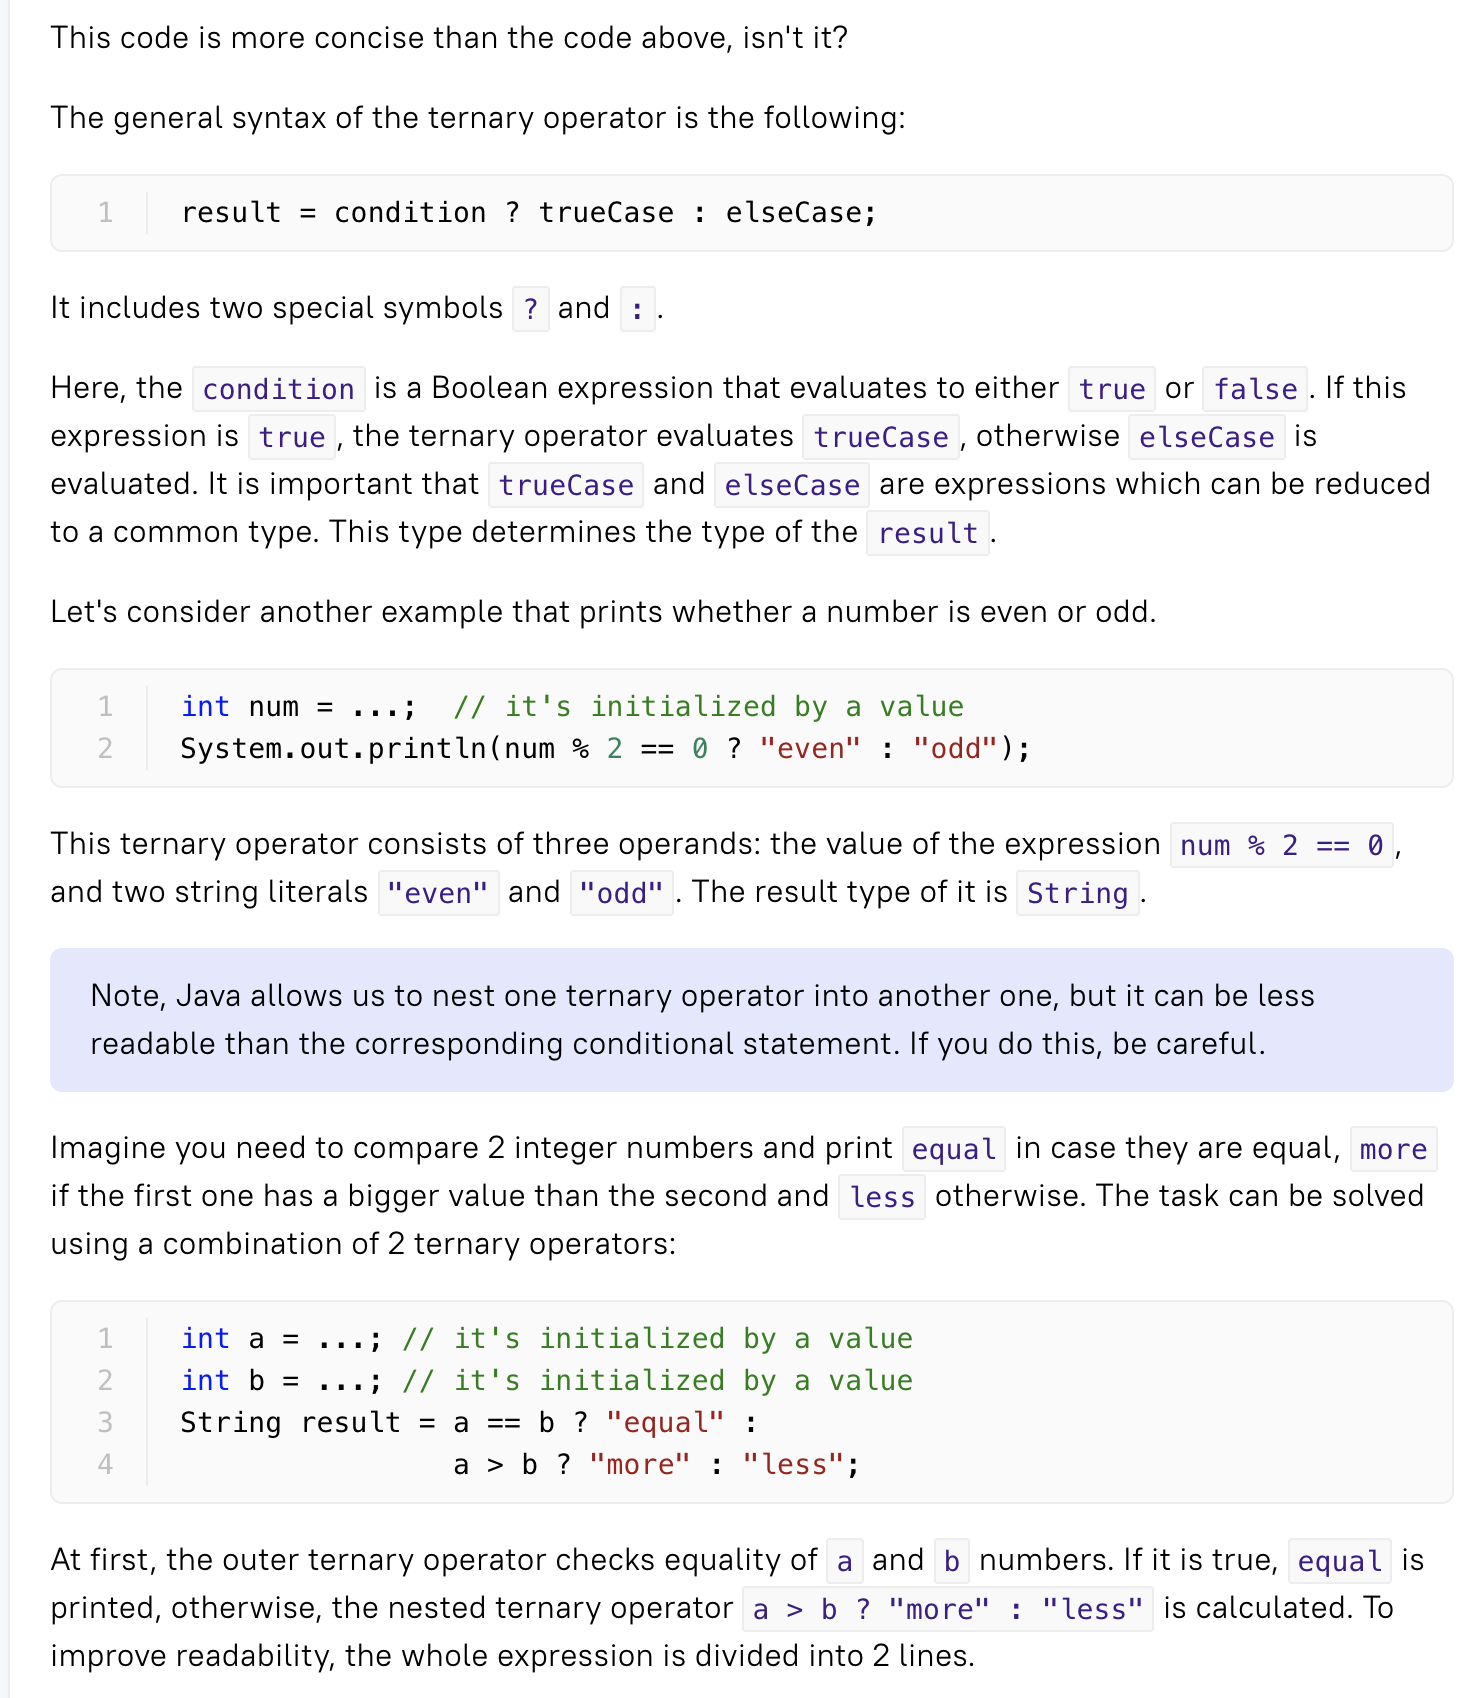 This code is more concise than the code above, isn't it?
The general syntax of the ternary operator is the following:
1 result = condition ? trueCase : elseCase;
It includes two special symbols ? and : .
Here, the condition is a Boolean expression that evaluates to either true or false . If this
expression is true , the ternary operator evaluates trueCase , otherwise elseCase is
evaluated. It is important that trueCase and elseCase are expressions which can be reduced
to a common type. This type determines the type of the result .
Let's consider another example that prints whether a number is even or odd.
1 int num = ...;  // it's initialized by a value
2 System.out.println(num % 2 == 0 ? "even" : "odd");
This ternary operator consists of three operands: the value of the expression num % 2 == 0 ,
and two string literals "even" and "odd" . The result type of it is String .
Note, Java allows us to nest one ternary operator into another one, but it can be less
readable than the corresponding conditional statement. If you do this, be careful.
Imagine you need to compare 2 integer numbers and print equal in case they are equal, more
if the first one has a bigger value than the second and less otherwise. The task can be solved
using a combination of 2 ternary operators:
1 int a = ...; // it's initialized by a value
2 int b = ...; // it's initialized by a value
3 String result = a == b ? "equal" :
4                 a > b ? "more" : "less";
At first, the outer ternary operator checks equality of a and b numbers. If it is true, equal is
printed, otherwise, the nested ternary operator a > b ? "more" : "less" is calculated. To
improve readability, the whole expression is divided into 2 lines.